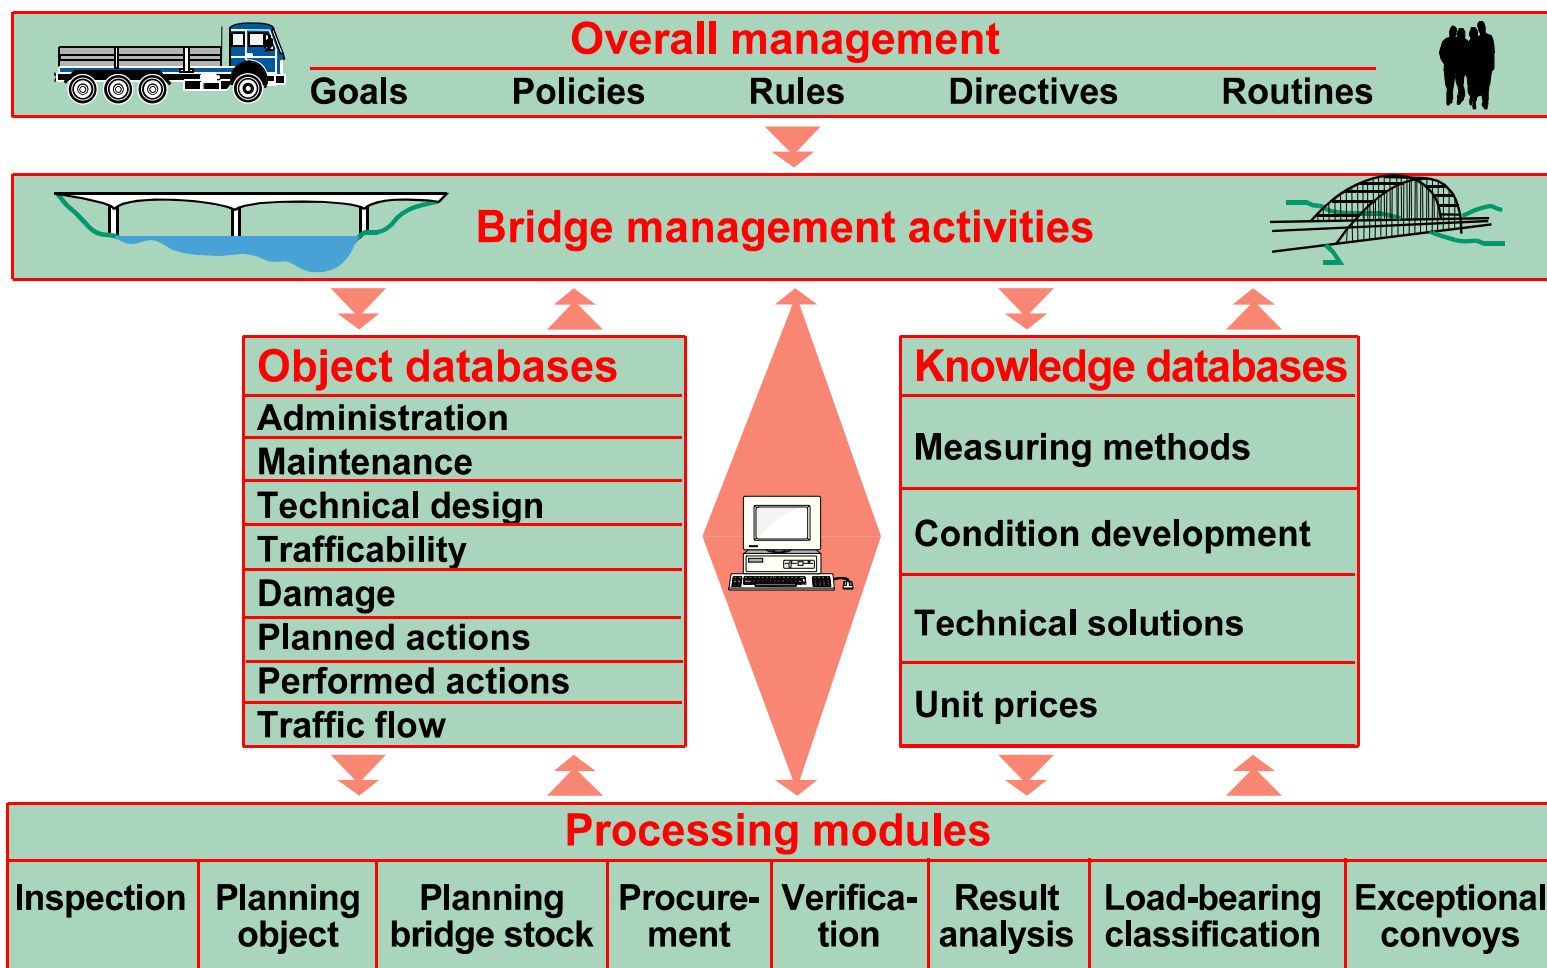 Overall management
Goals Policies Rules Directives Routines
Bridge management activities
Object databases
Administration
Maintenance
Technical design
Trafficability
Damage
Planned actions
Performed actions
Traffic flow
Knowledge databases
Measuring methods
Condition development
Technical solutions
Unit prices
Processing modules
Inspection
Planning
object
Planning
bridge stock
Procure-
ment
Verifica-
tion
Result
analysis
Load-bearing
classification
Exceptional
convoys